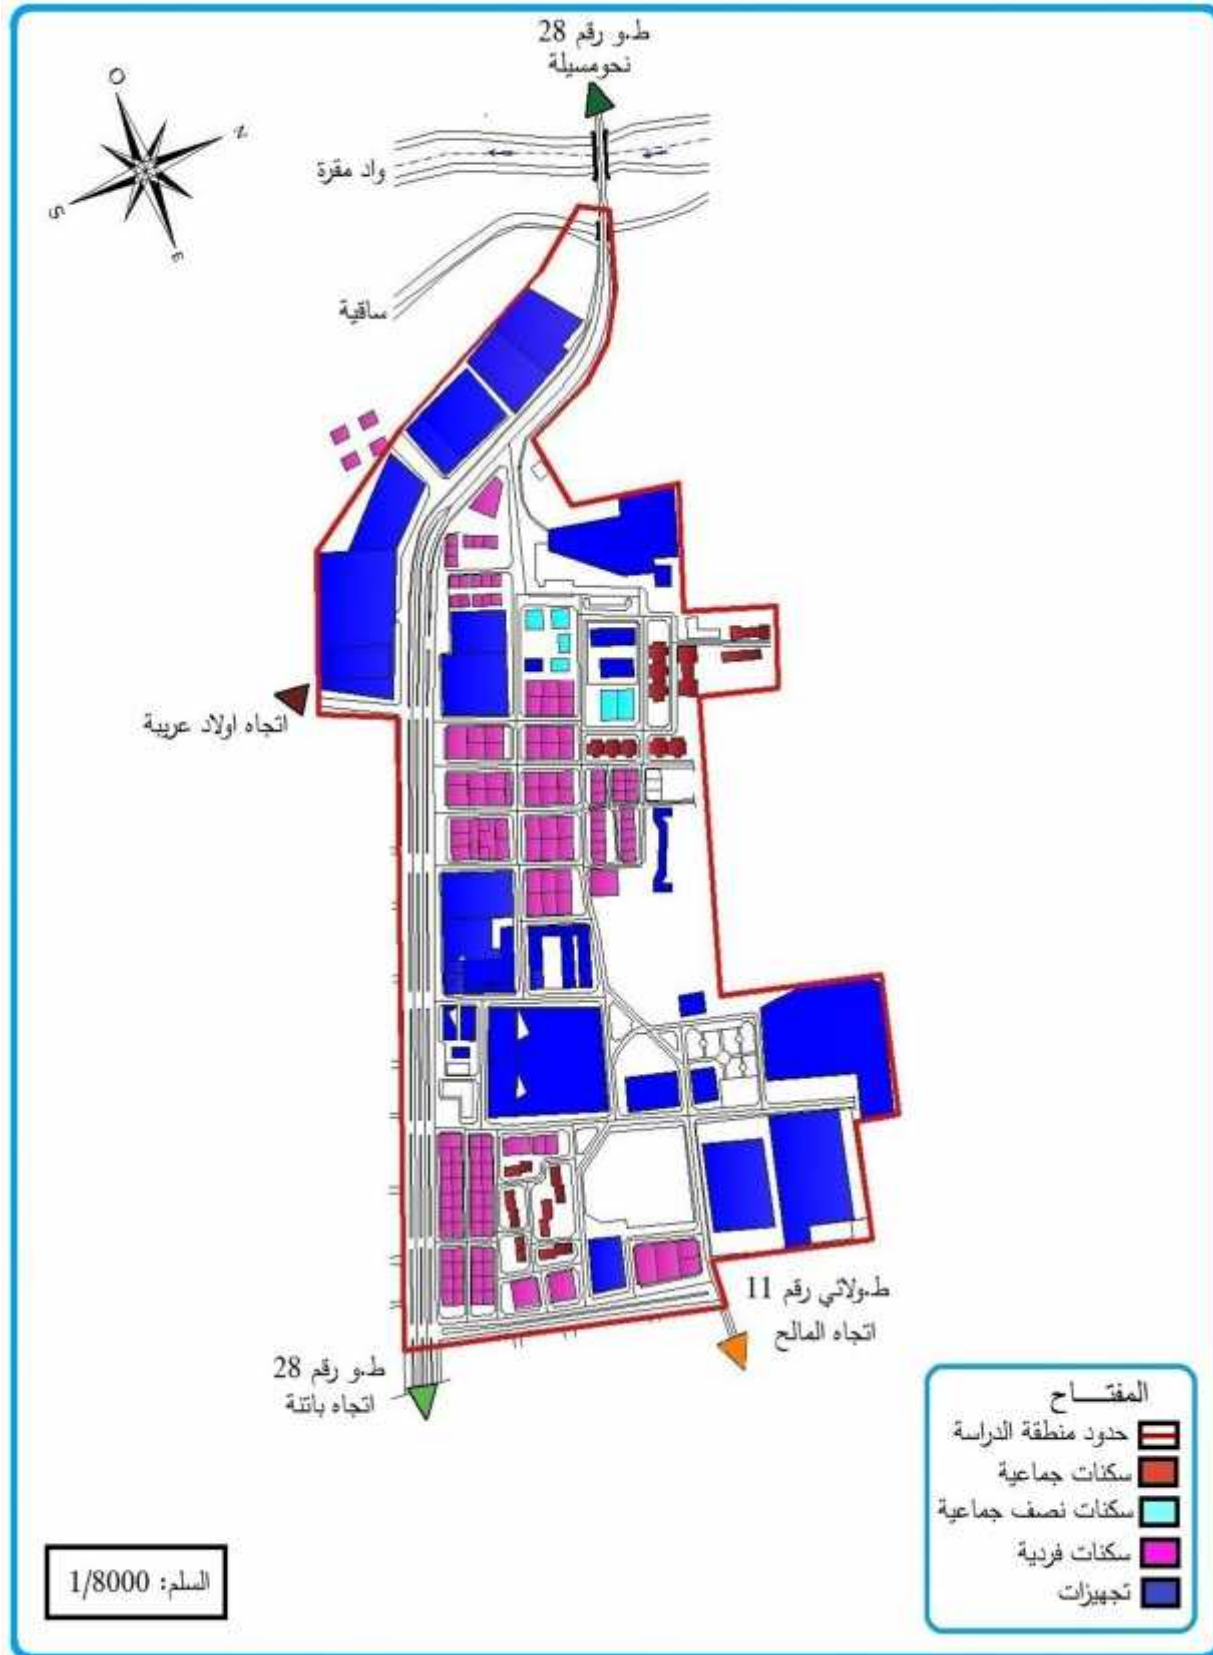 ط.و رقم 28
نحومسيلة
O
N
S
E
واد مقرة
ساقية
اتجاه اولاد عريبة
ط.ولائي رقم 11
اتجاه المالح
ط.و رقم 28
اتجاه باتنة
المفتــــاح
حدود منطقة الدراسة
سكنات جماعية
سكنات نصف جماعية
سكنات فردية
تجهيزات
السلم: 1/8000